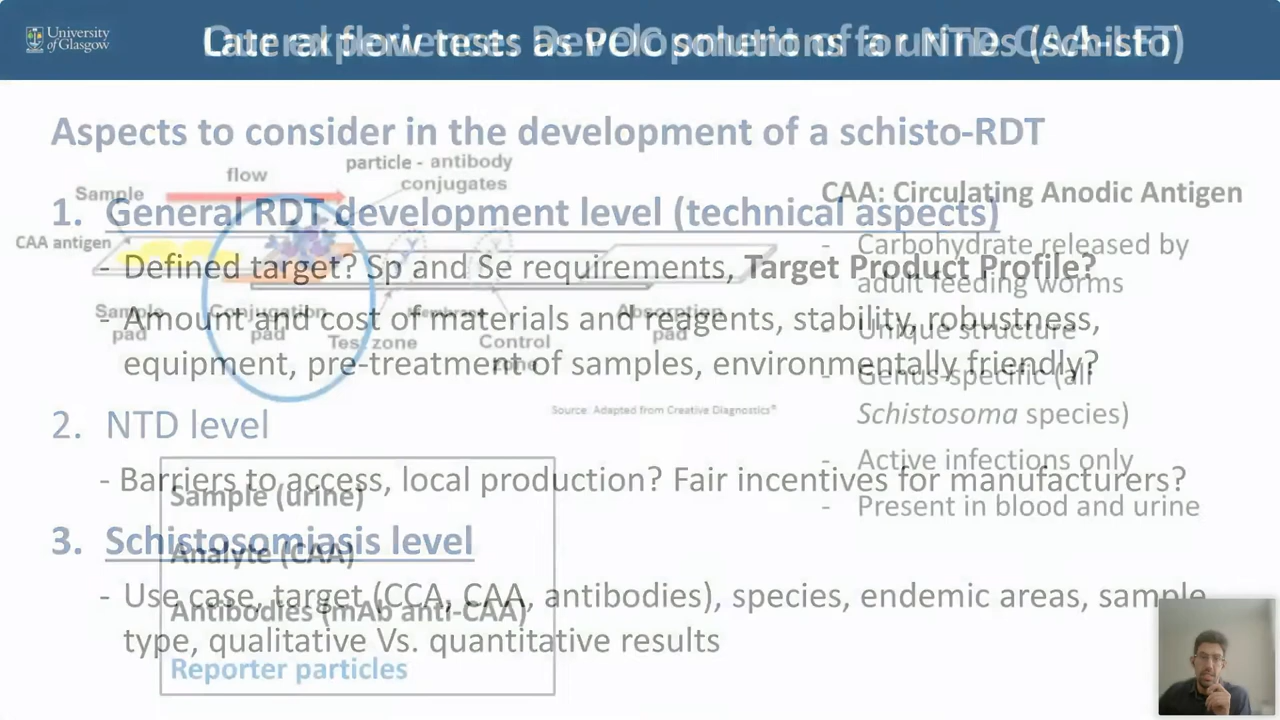 University
of Glasgow
Lateral flow tests as POC solutions for NTDs (schisto)
Aspects to consider in the development of a schisto-RDT
1. General RDT development level (technical aspects)
- Defined target? Sp and Se requirements, Target Product Profile?
- Amount and cost of materials and reagents, stability, robustness,
equipment, pre-treatment of samples, environmentally friendly?
2. NTD level
- Barriers to access, local production? Fair incentives for manufacturers?
3. Schistosomiasis level
- Use case, target (CCA, CAA, antibodies), species, endemic areas, sample
type, qualitative Vs. quantitative results
flow
particle - antibody
conjugates
Sample
CAA antigen
Sample
pad
Conjugation
pad
Test zone
Membrane
Control
zone
Absorption
pad
Source: Adapted from Creative Diagnostics®
Sample (urine)
Analyte (CAA)
Antibodies (mAb anti-CAA)
Reporter particles
CAA: Circulating Anodic Antigen
- Carbohydrate released by
adult feeding worms
- Unique structure
- Genus-specific (all
Schistosoma species)
- Active infections only
- Present in blood and urine